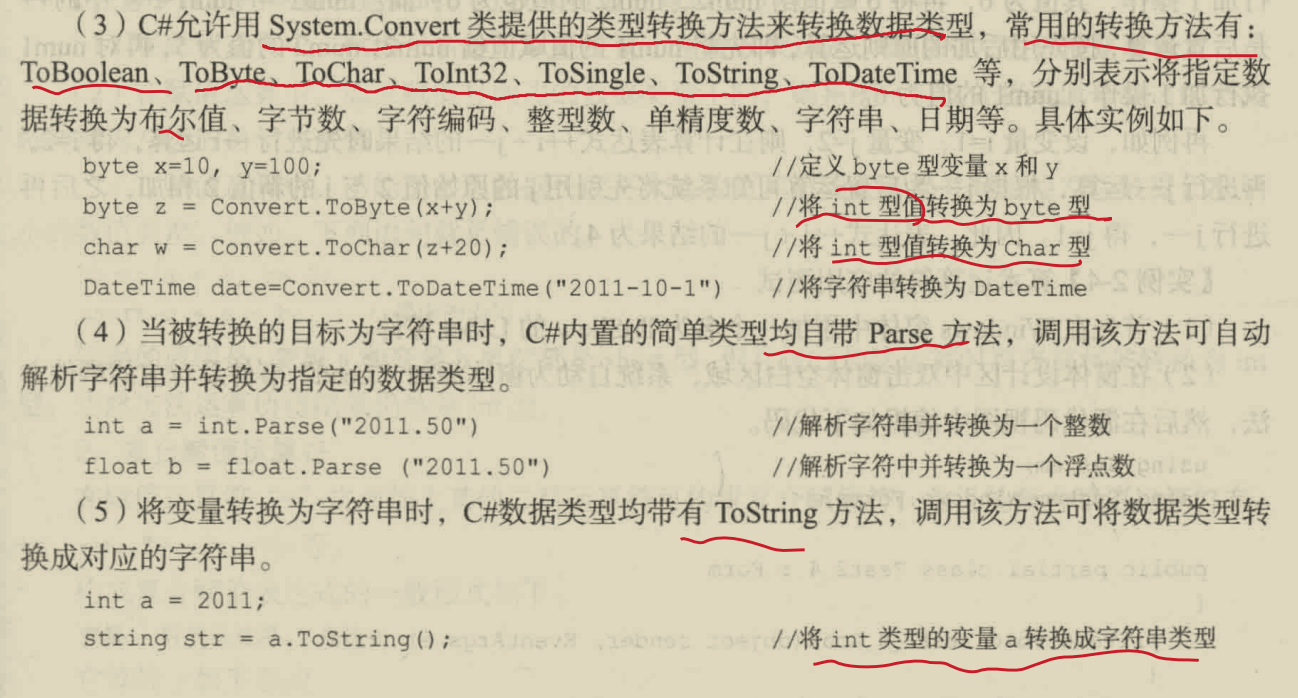 （3）C#允许用 System.Convert 类提供的类型转换方法来转换数据类型，常用的转换方法有：
ToBoolean、ToByte、ToChar、ToInt32、ToSingle、ToString、ToDateTime 等，分别表示将指定数
据转换为布尔值、字节数、字符编码、整型数、单精度数、字符串、日期等。具体实例如下。
byte x=10, y=100; //定义 byte 型变量 x 和 y
byte z = Convert.ToByte(x+y); //将 int 型值转换为 byte 型
char w = Convert.ToChar(z+20); //将 int 型值转换为 Char 型
DateTime date=Convert.ToDateTime("2011-10-1") //将字符串转换为 DateTime
（4）当被转换的目标为字符串时，C#内置的简单类型均自带 Parse 方法，调用该方法可自动
解析字符串并转换为指定的数据类型。
int a = int.Parse("2011.50") //解析字符串并转换为一个整数
float b = float.Parse ("2011.50") //解析字符中并转换为一个浮点数
（5）将变量转换为字符串时，C#数据类型均带有 ToString 方法，调用该方法可将数据类型转
换成对应的字符串。
int a = 2011;
string str = a.ToString(); //将 int 类型的变量 a 转换成字符串类型